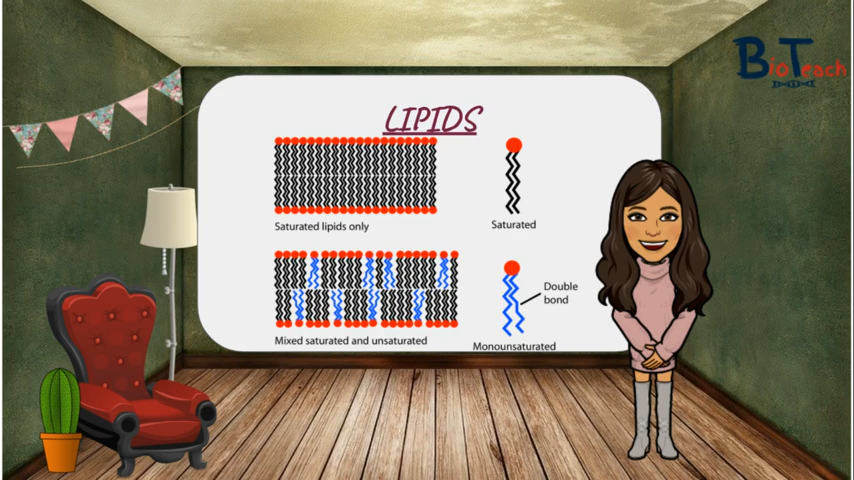 BioTeach
LIPIDS
Saturated lipids only
Saturated
Double
bond
Mixed saturated and unsaturated
Monounsaturated